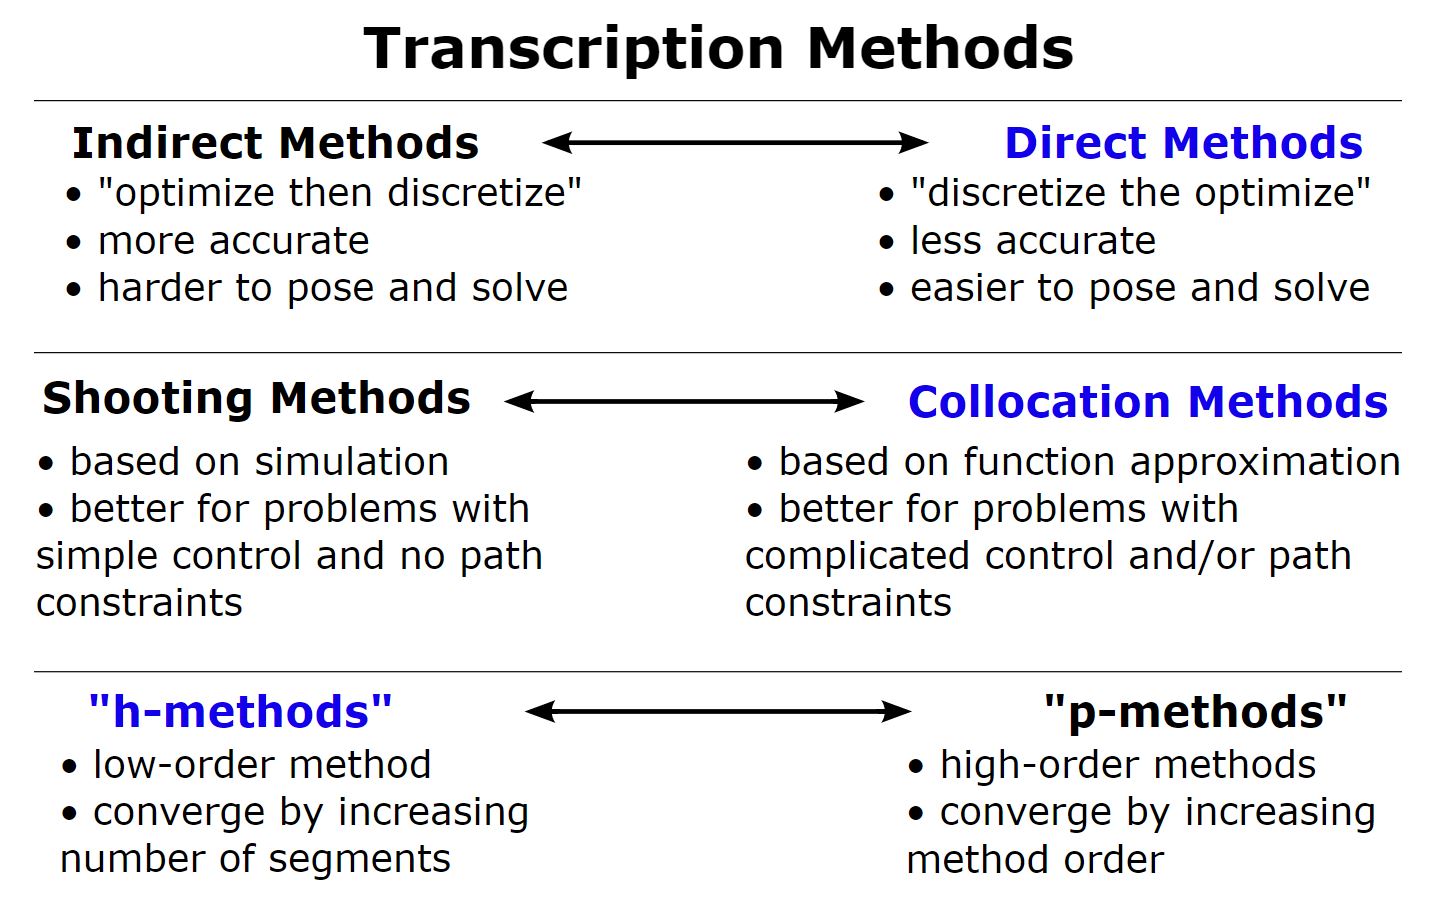 Transcription Methods
Indirect Methods
• "optimize then discretize"
• more accurate
• harder to pose and solve
Direct Methods
• "discretize the optimize"
• less accurate
• easier to pose and solve
Shooting Methods
• based on simulation
• better for problems with
simple control and no path
constraints
Collocation Methods
• based on function approximation
• better for problems with
complicated control and/or path
constraints
"h-methods"
• low-order method
• converge by increasing
number of segments
"p-methods"
• high-order methods
• converge by increasing
method order